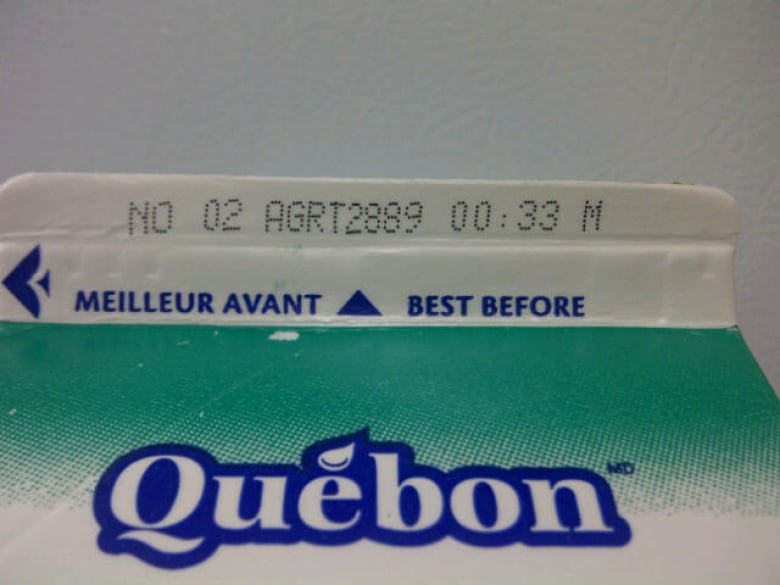 NO 02 AGRT2889 00:33 M
MEILLEUR AVANT BEST BEFORE
Québon MD